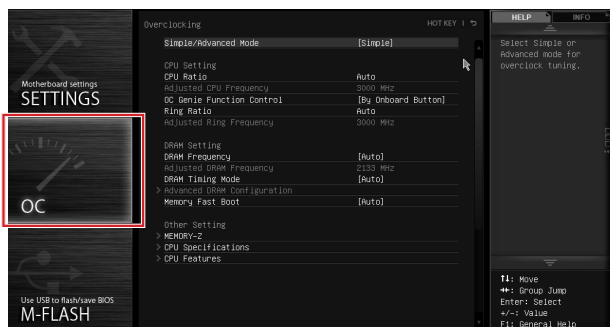 Overclocking
HOT KEY
Simple/Advanced Mode [Simple]
CPU Setting
CPU Ratio Auto
Adjusted CPU Frequency 3000 MHz
OC Genie Function Control [By Onboard Button]
Ring Ratio Auto
Adjusted Ring Frequency 3000 MHz
DRAM Setting
DRAM Frequency [Auto]
Adjusted DRAM Frequency 2133 MHz
DRAM Timing Mode [Auto]
> Advanced DRAM Configuration
Memory Fast Boot [Auto]
Other Setting
> MEMORY-Z
> CPU Specifications
> CPU Features
Motherboard settings
SETTINGS
OC
Use USB to flash/save BIOS
M-FLASH
HELP
INFO
Select Simple or
Advanced mode for
overclock tuning.
↑↓: Move
: Group Jump
Enter: Select
+/-: Value
F1: General Help